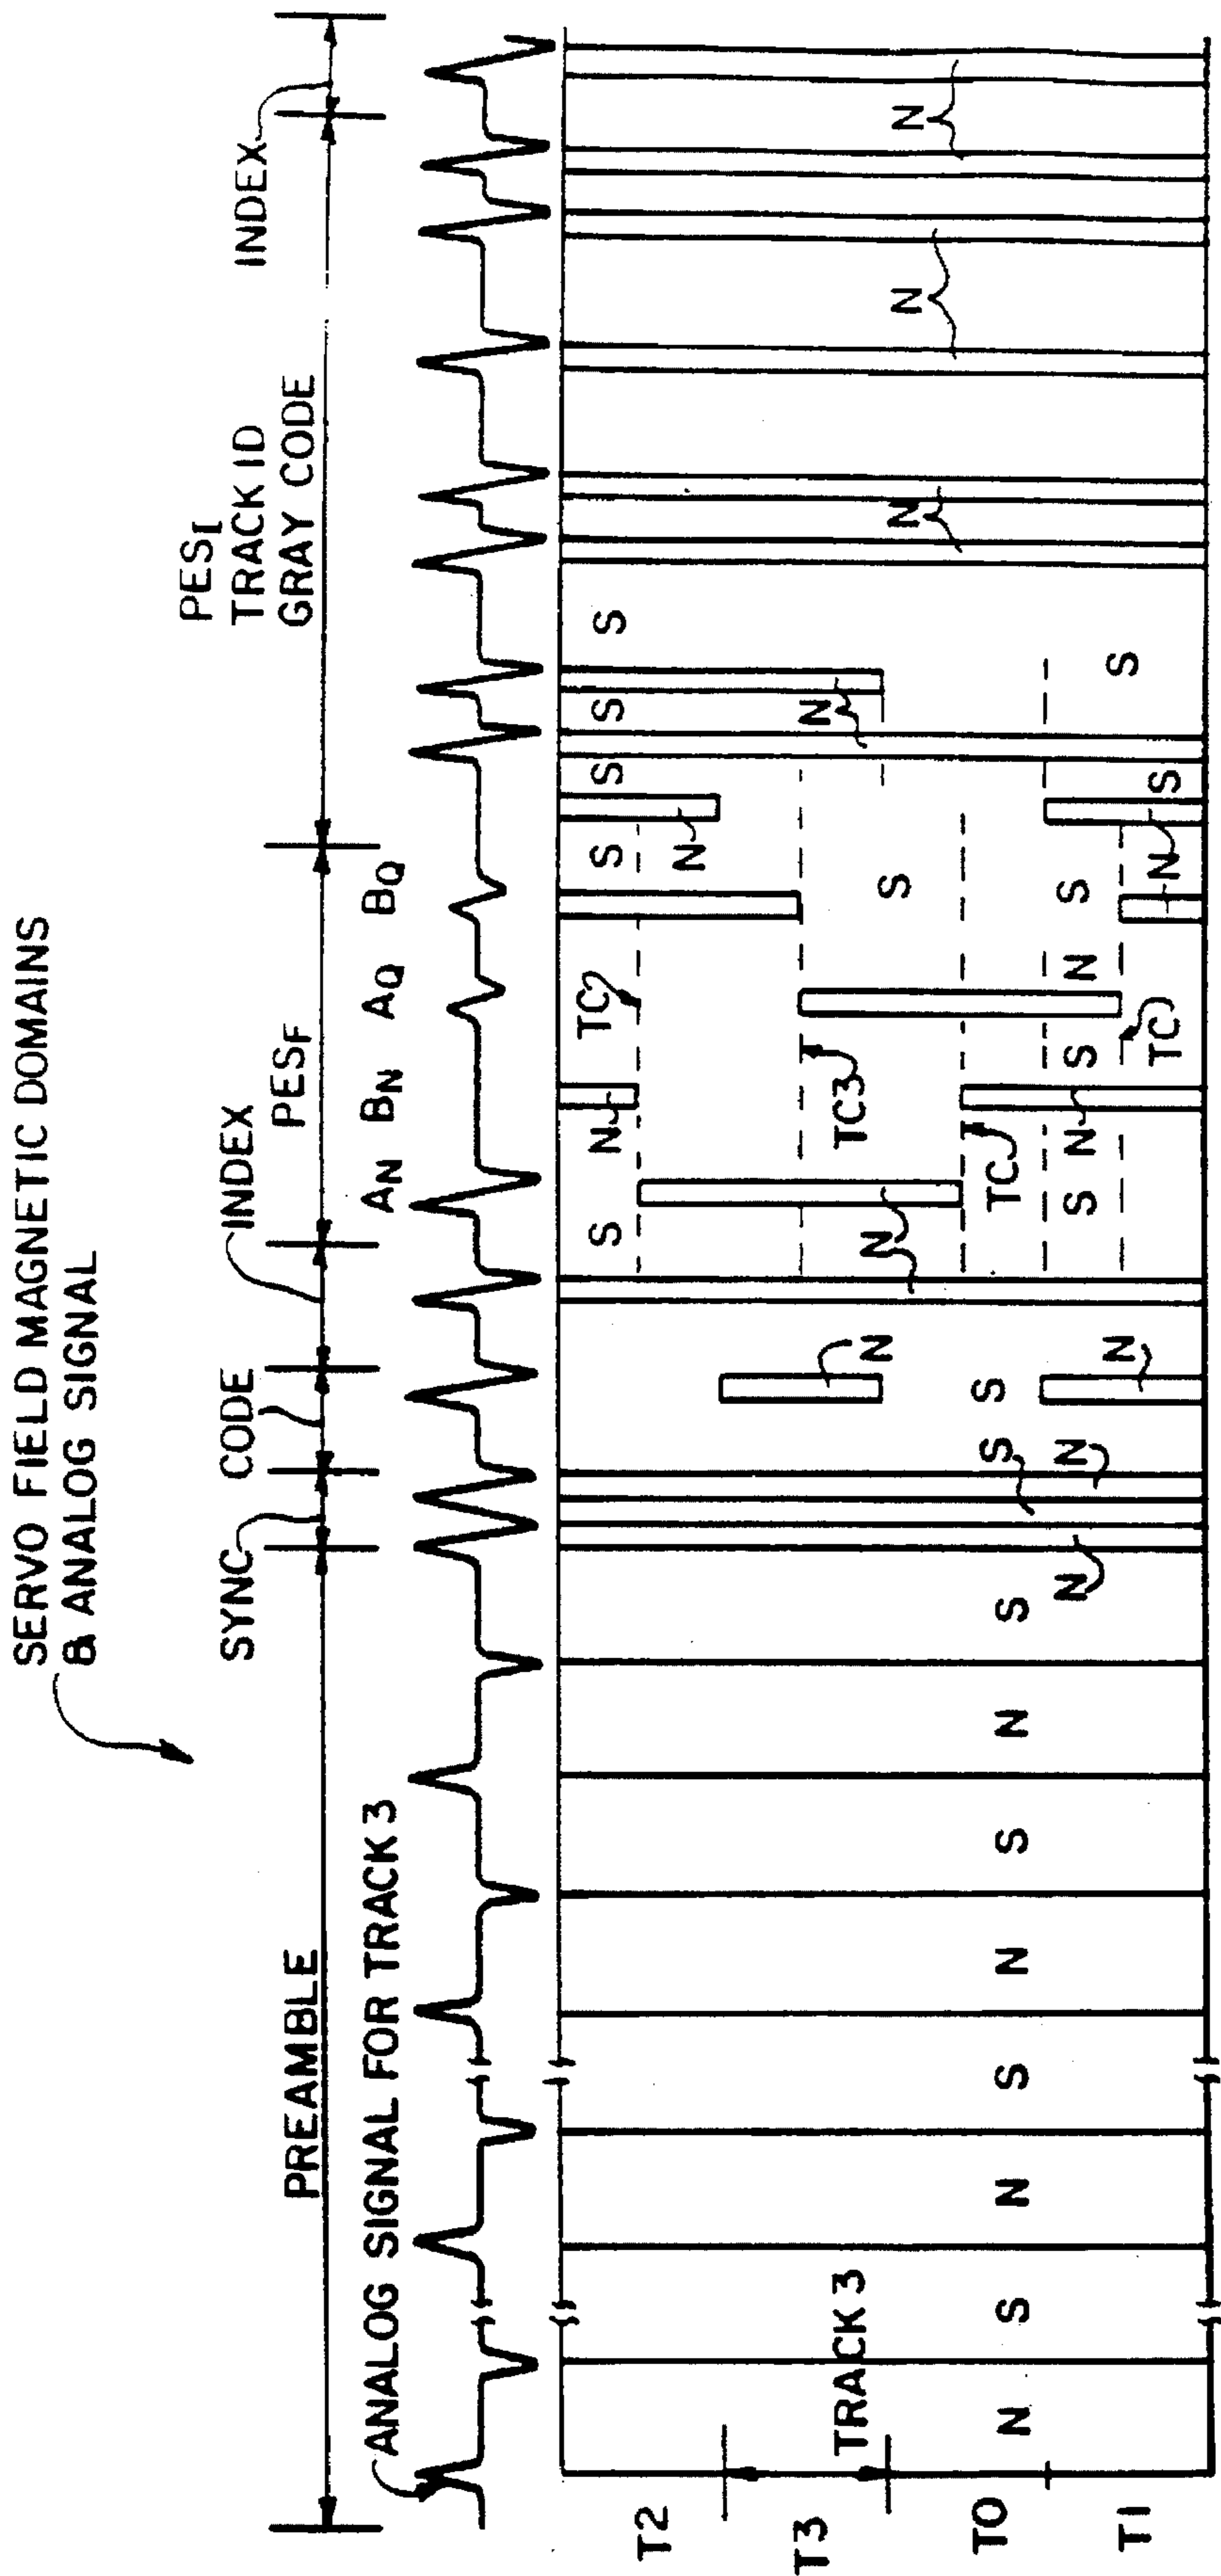 SERVO FIELD MAGNETIC DOMAINS
& ANALOG SIGNAL
PREAMBLE
SYNC
CODE
INDEX
PESF
PESI
TRACK ID
GRAY CODE
INDEX
ANALOG SIGNAL FOR TRACK 3
AN BN AQ BQ
T2
T3
T0
T1
TRACK 3
N S N S N S N S N S
N
S
N
S
N
N
N
S
N
TC
TC3
TC
TC
S
N
S
N
S
N
S
N
S
N
S
S
N
S
N
S
S
N
N
N
N